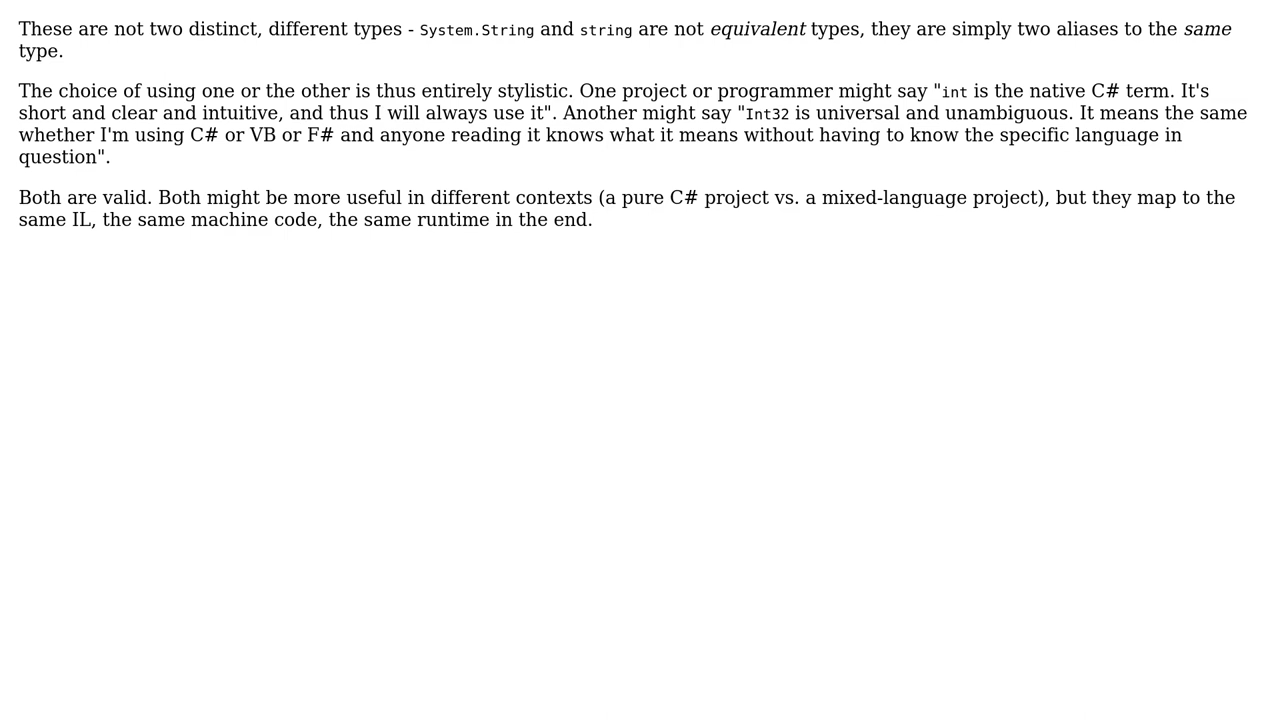 These are not two distinct, different types - System.String and string are not equivalent types, they are simply two aliases to the same
type.
The choice of using one or the other is thus entirely stylistic. One project or programmer might say "int is the native C# term. It's
short and clear and intuitive, and thus I will always use it". Another might say "Int32 is universal and unambiguous. It means the same
whether I'm using C# or VB or F# and anyone reading it knows what it means without having to know the specific language in
question".
Both are valid. Both might be more useful in different contexts (a pure C# project vs. a mixed-language project), but they map to the
same IL, the same machine code, the same runtime in the end.